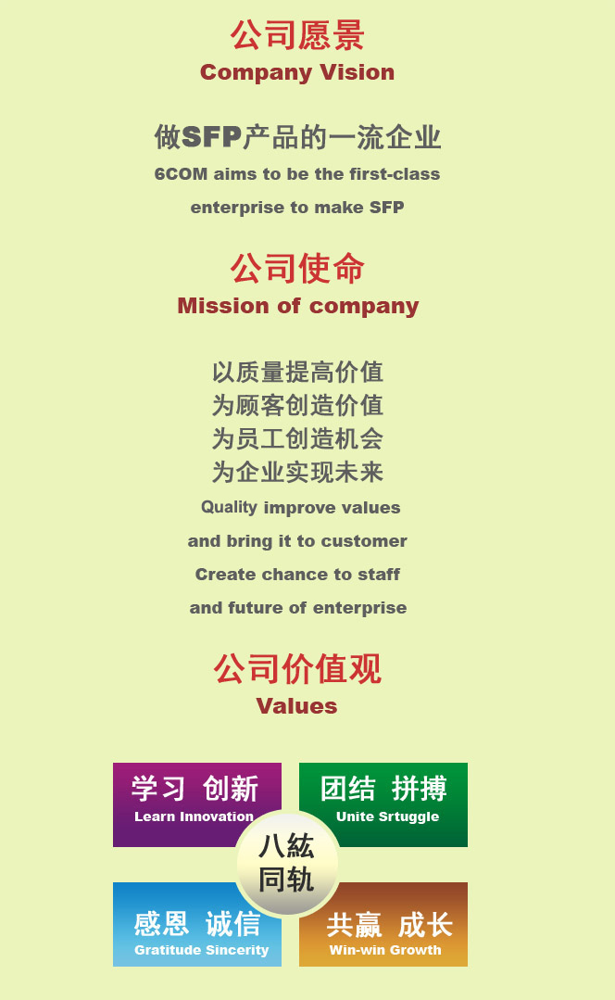 公司愿景
Company Vision
做SFP产品的一流企业
6COM aims to be the first-class
enterprise to make SFP
公司使命
Mission of company
以质量提高价值
为顾客创造价值
为员工创造机会
为企业实现未来
Quality improve values
and bring it to customer
Create chance to staff
and future of enterprise
公司价值观
Values
学习 创新
Learn Innovation
团结 拼搏
Unite Srtuggle
八紘
同轨
感恩 诚信
Gratitude Sincerity
共赢 成长
Win-win Growth